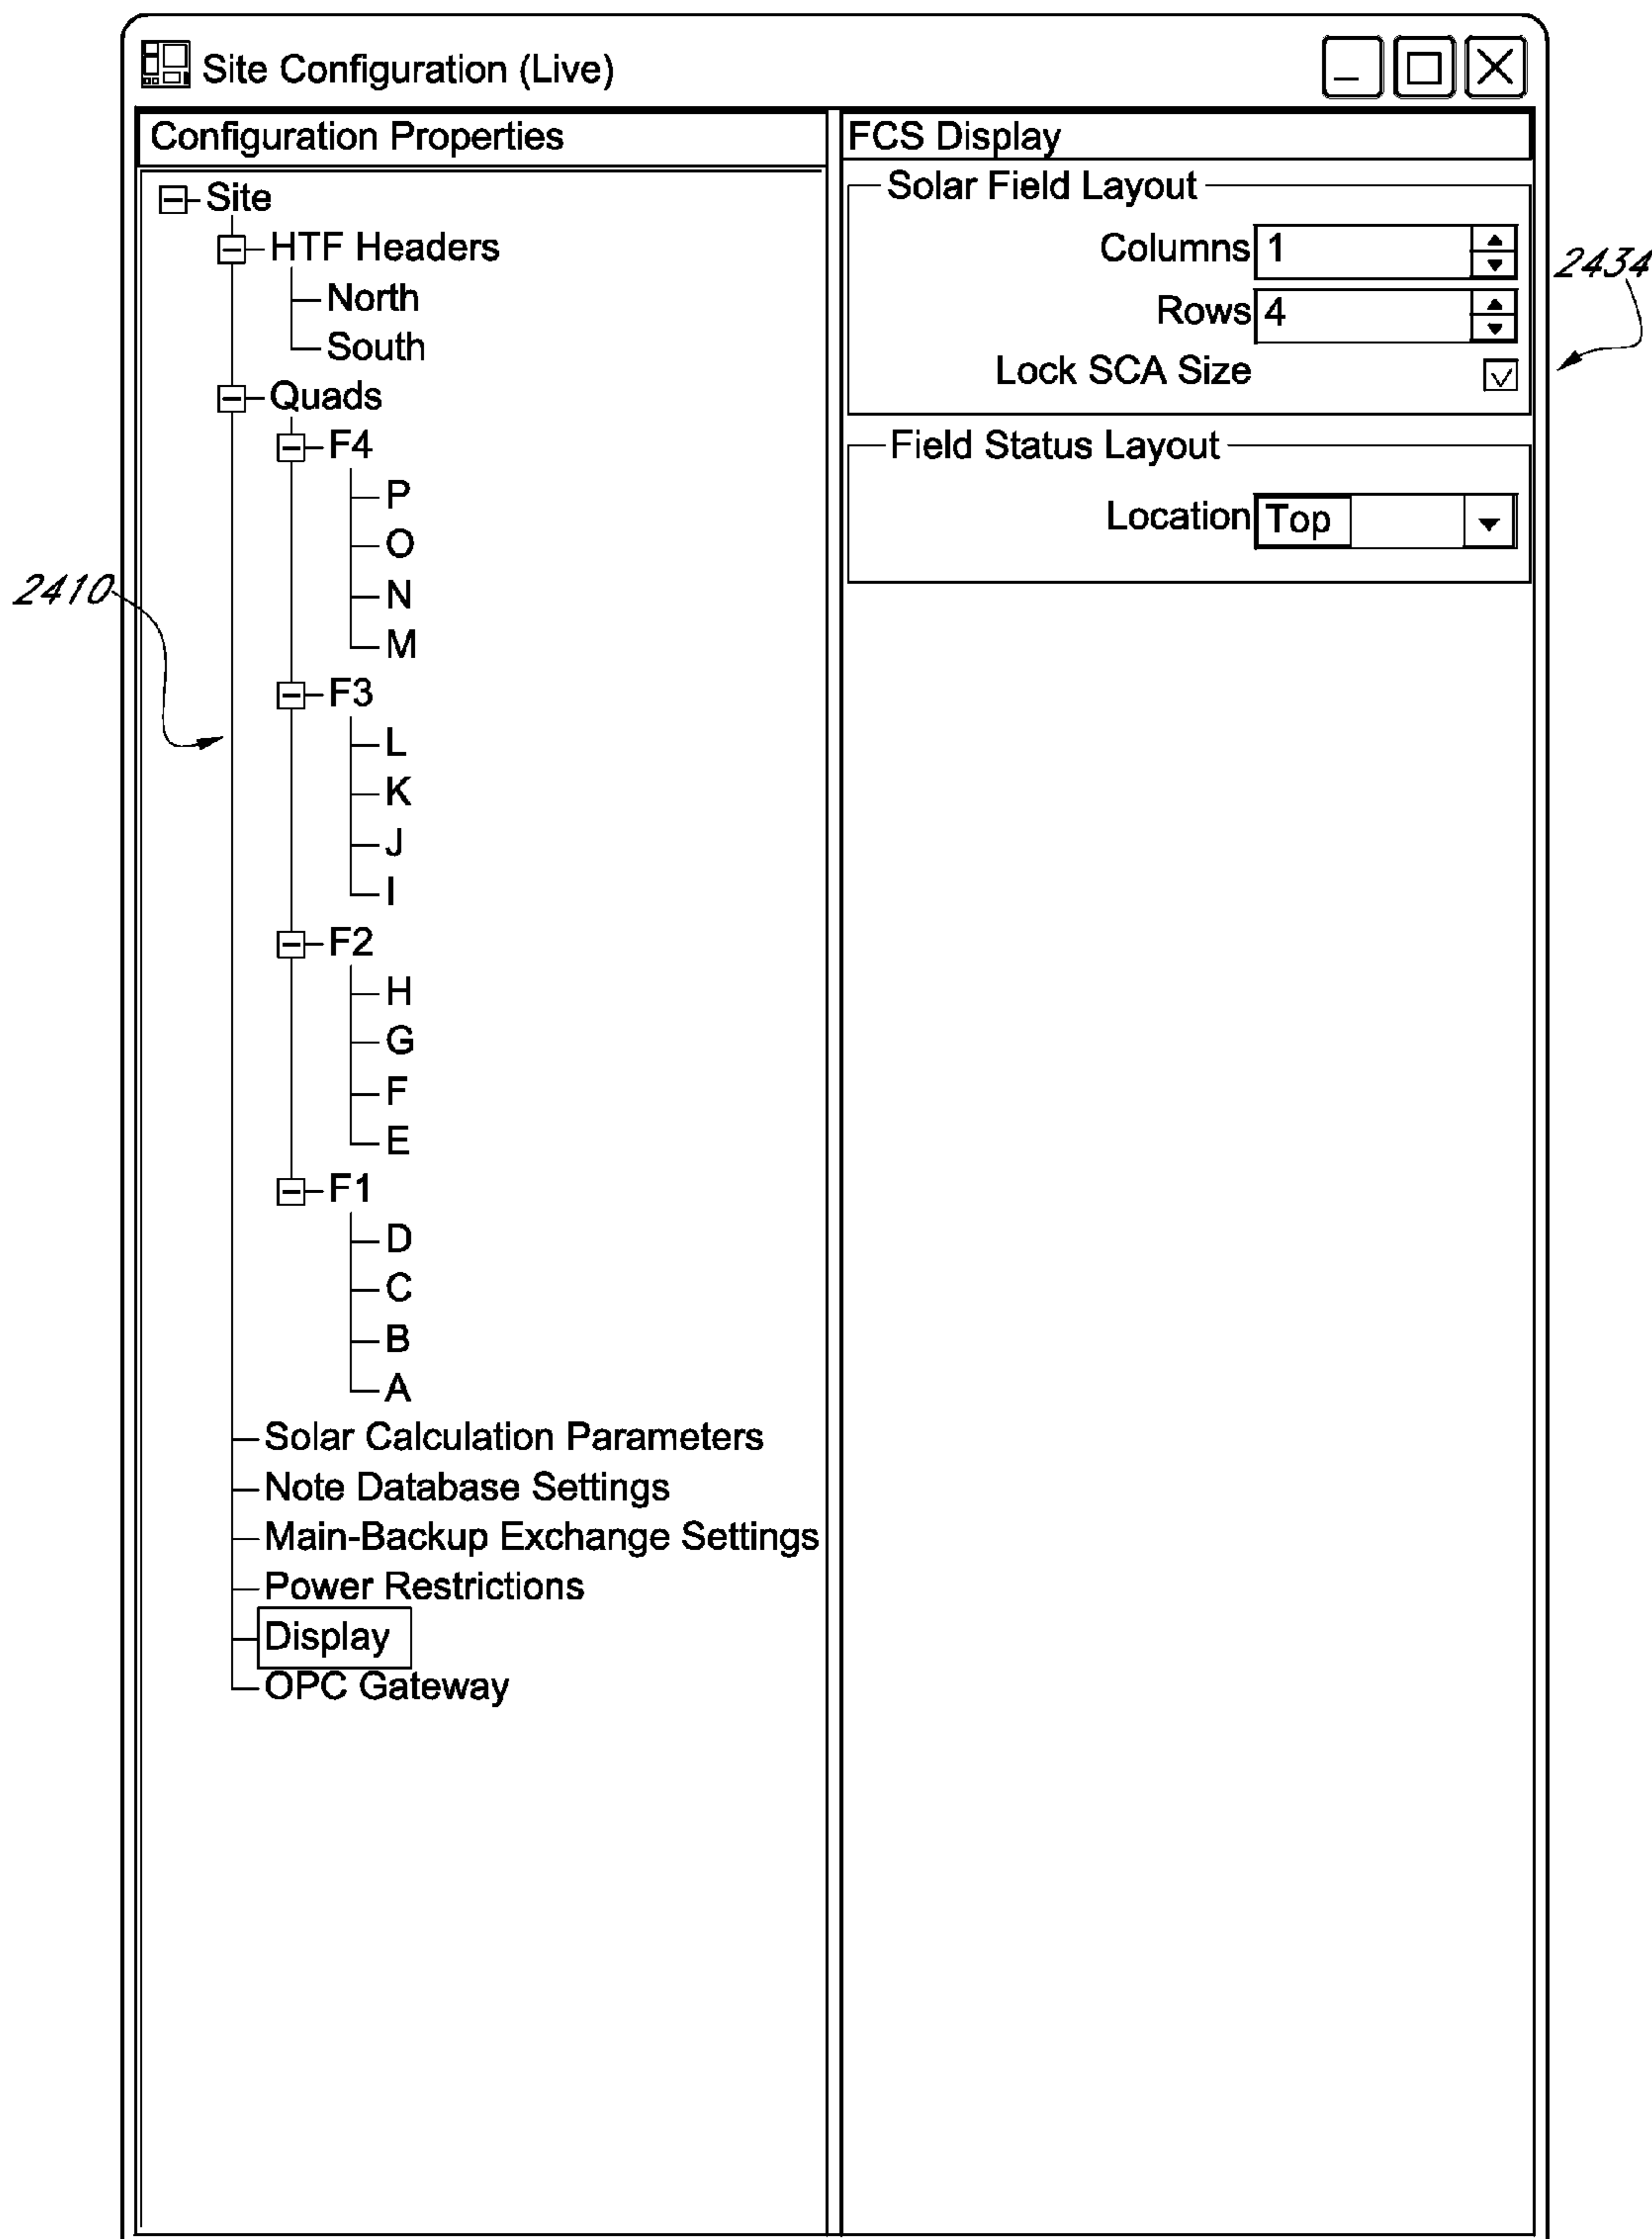 Site Configuration (Live)
Configuration Properties
Site
HTF Headers
North
South
Quads
F4
P
O
N
M
F3
L
K
J
I
F2
H
G
F
E
F1
D
C
B
A
Solar Calculation Parameters
Note Database Settings
Main-Backup Exchange Settings
Power Restrictions
Display
OPC Gateway
2410
FCS Display
Solar Field Layout
Columns 1
Rows 4
Lock SCA Size
Field Status Layout
Location Top
2434